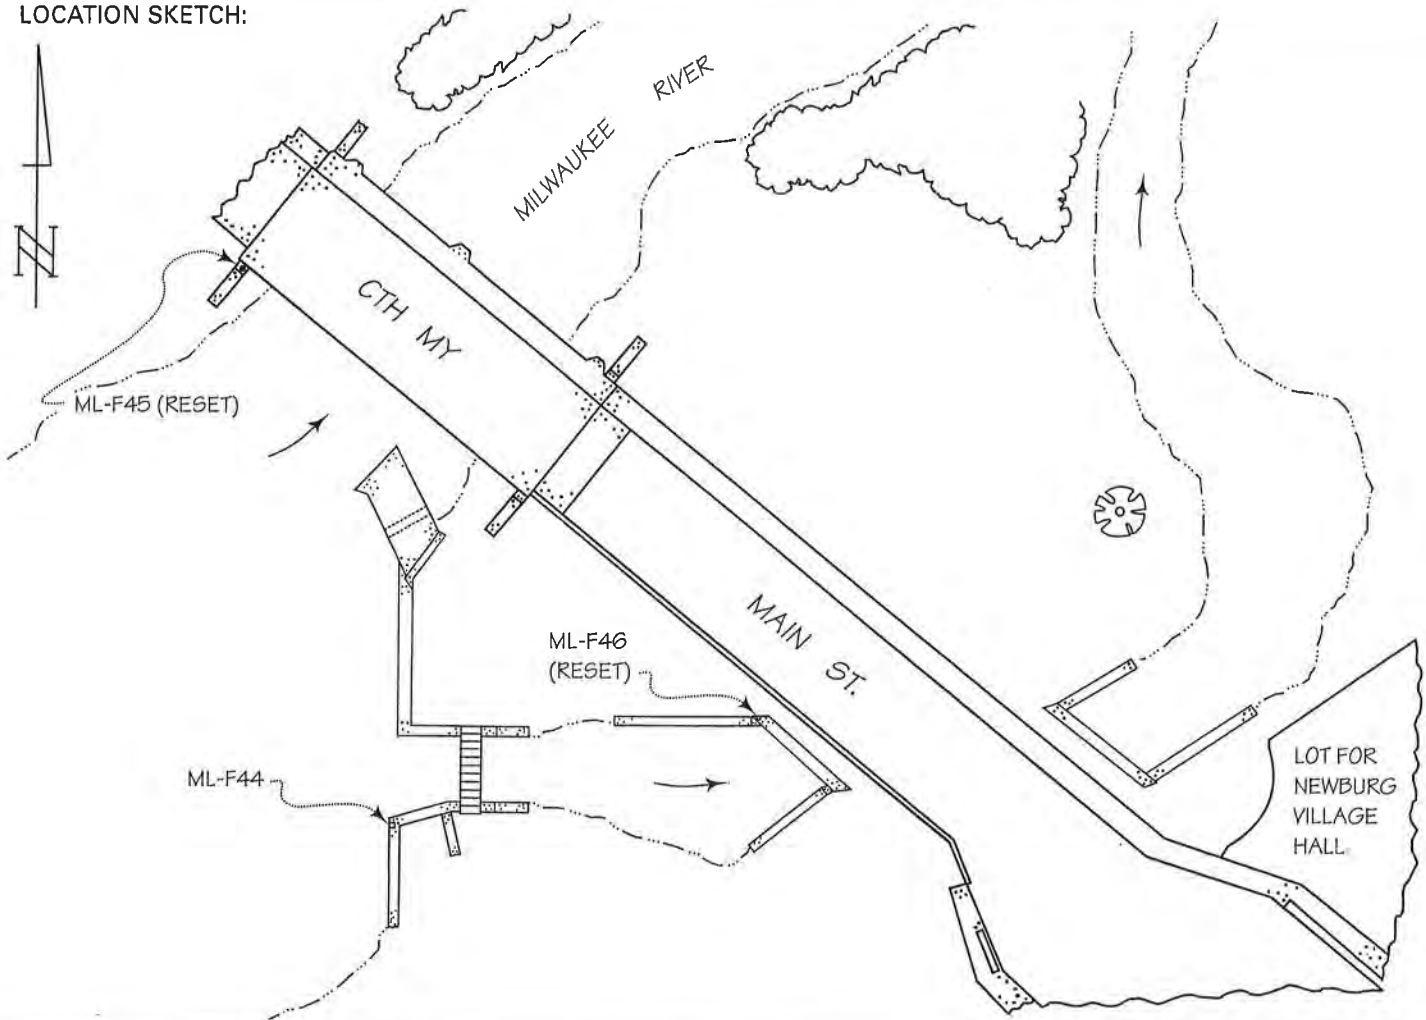 LOCATION SKETCH:
RIVER
MILWAUKEE
N
CTH MY
ML-F45 (RESET)
MAIN ST.
ML-F46
(RESET)
ML-F44
LOT FOR
NEWBURG
VILLAGE
HALL